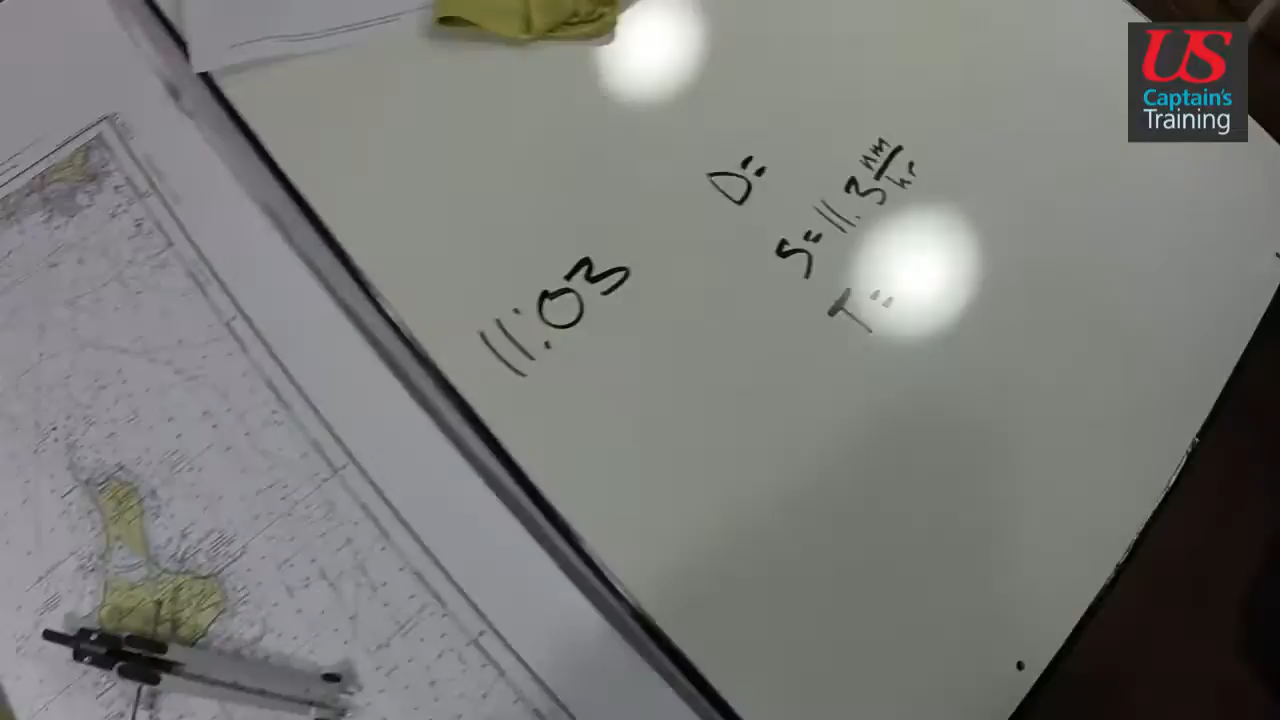 US
Captain's
Training
D=
S=11.3 nm/hr
T=
11:03